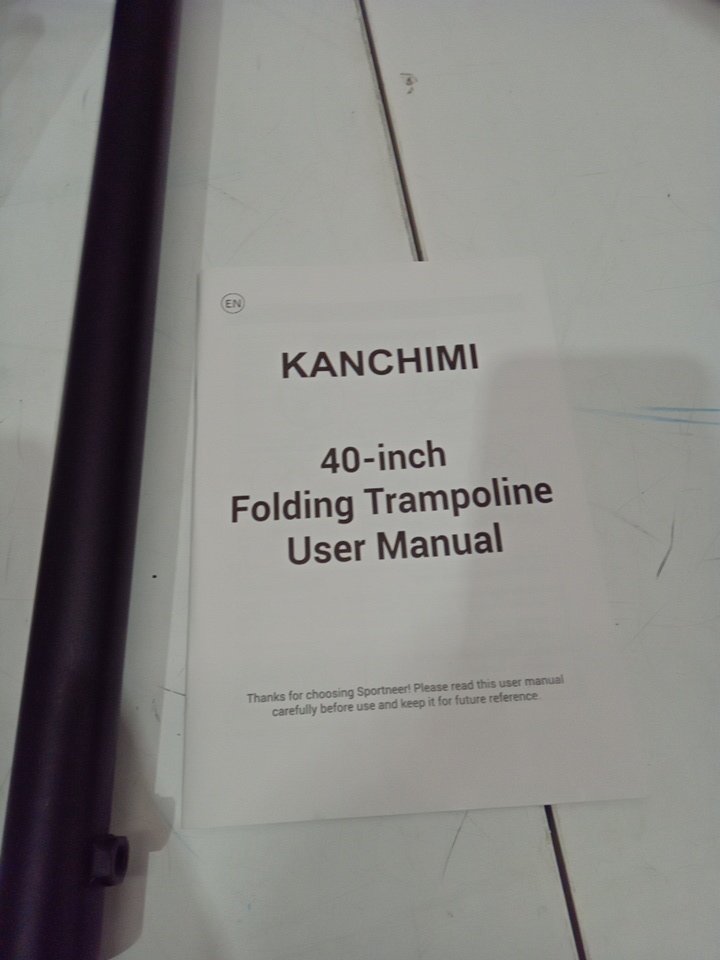 EN
KANCHIMI
40-inch
Folding Trampoline
User Manual
Thanks for choosing Sportneer! Please read this user manual
carefully before use and keep it for future reference.